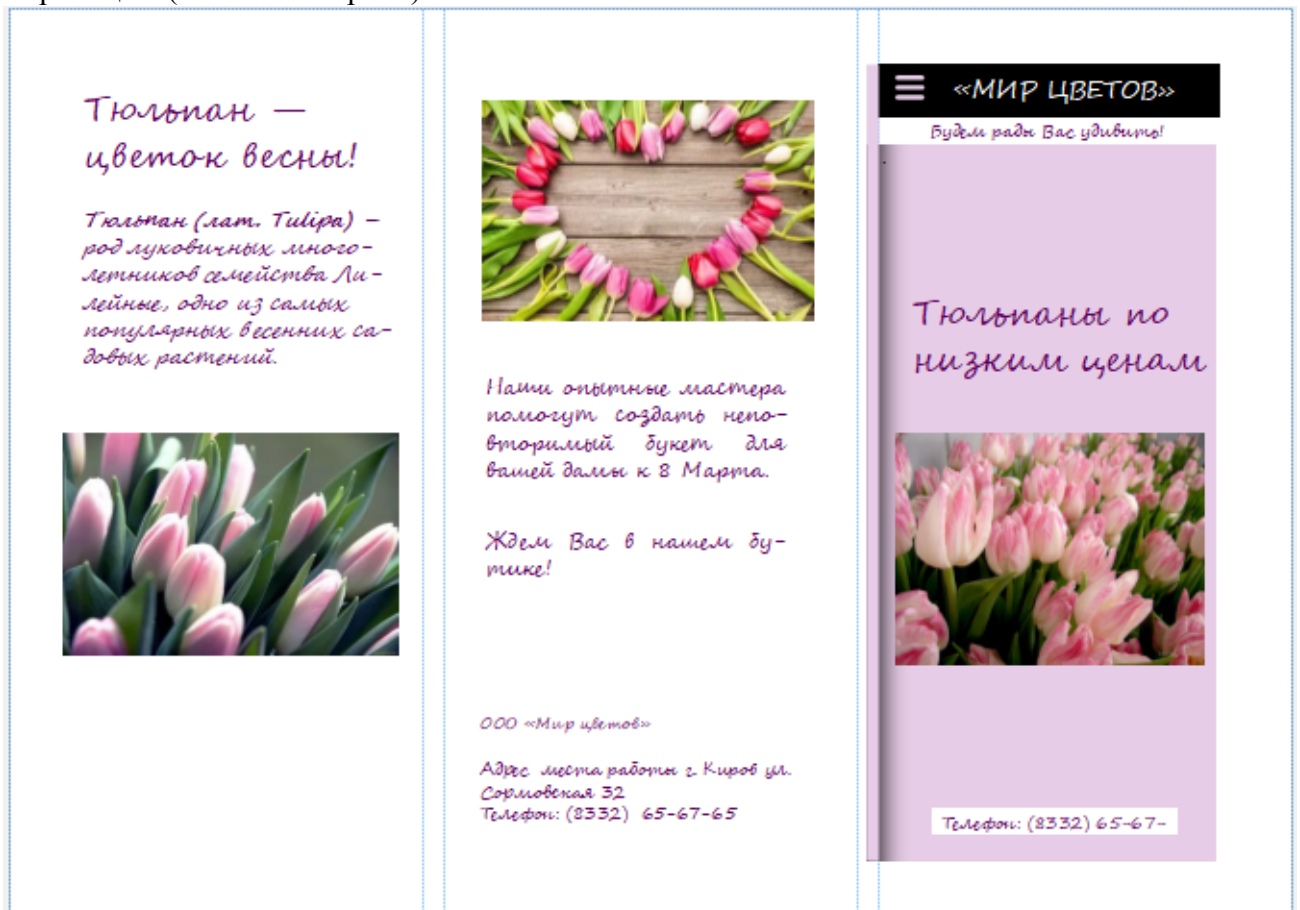 Тюльпан —
цветок весны!
Тюльпан (лат. Tulipa) –
род луковичных много-
летников семейства Ли-
лейные, одно из самых
популярных весенних са-
довых растений.
Наши опытные мастера
помогут создать непо-
вторимый букет для
вашей дамы к 8 Марта.
Ждем Вас в нашем бу-
тике!
ООО «Мир цветов»
Адрес места работы г. Киров ул.
Сормовская 32
Телефон: (8332) 65-67-65
«МИР ЦВЕТОВ»
Будем рады Вас удивить!
Тюльпаны по
низким ценам
Телефон: (8332) 65-67-